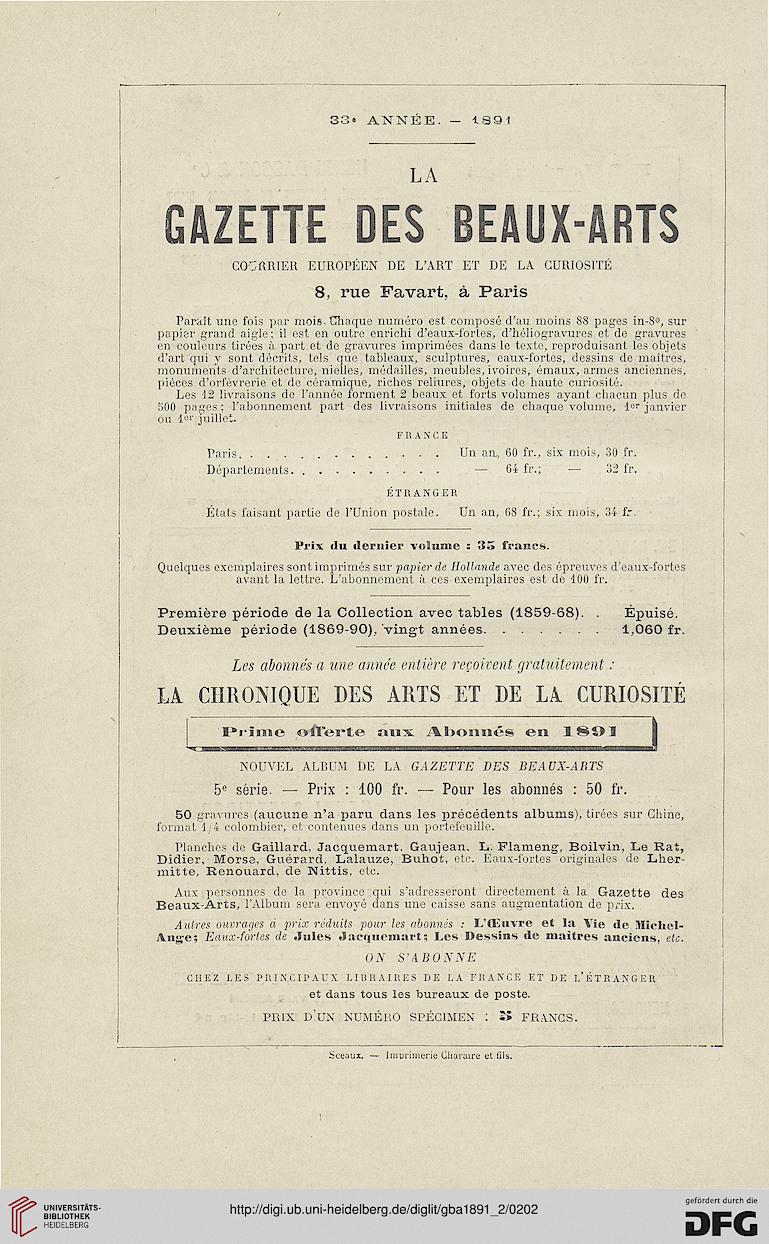 33e ANNÉE. — 1891
LA
GAZETTE DES BEAUX-ARTS
COURRIER EUROPÉEN DE L'ART ET DE LA CURIOSITÉ
8, rue Favart, à Paris
Paraît une fois par mois. Chaque numéro est composé d'au moins 88 pages in-8º, sur
papier grand aigle; il est en outre enrichi d'eaux-fortes, d'héliogravures et de gravures
en couleurs tirées à part et de gravures imprimées dans le texte, reproduisant les objets
d'art qui y sont décrits, tels que tableaux, sculptures, eaux-fortes, dessins de maîtres,
monuments d'architecture, nielles, médailles, meubles, ivoires, émaux, armes anciennes,
pièces d'orfèvrerie et de céramique, riches reliures, objets de haute curiosité.
Les 12 livraisons de l'année forment 2 beaux et forts volumes ayant chacun plus de
500 pages; l'abonnement part des livraisons initiales de chaque volume, 1er janvier
ou 1er juillet.
FRANCE
Paris. . . . . . . . . . . . . . Un an, 60 fr., six mois, 30 fr.
Départements. . . . . . . . . . . — 64 fr.; — 32 fr.
ÉTRANGER
États faisant partie de l'Union postale. Un an, 68 fr.; six mois, 34 fr.
Prix du dernier volume : 35 francs.
Quelques exemplaires sont imprimés sur papier de Hollande avec des épreuves d'eaux-fortes
avant la lettre. L'abonnement à ces exemplaires est de 100 fr.
Première période de la Collection avec tables (1859-68). . Épuisé.
Deuxième période (1869-90), vingt années. . . . . . . 1,060 fr.
Les abonnés a une année entière reçoivent gratuitement :
LA CHRONIQUE DES ARTS ET DE LA CURIOSITÉ
Prime offerte aux Abonnés en 1891
NOUVEL ALBUM DE LA GAZETTE DES BEAUX-ARTS
5e série. — Prix : 100 fr. — Pour les abonnés : 50 fr.
50 gravures (aucune n'a paru dans les précédents albums), tirées sur Chine,
format 1/4 colombier, et contenues dans un portefeuille.
Planches de Gaillard, Jacquemart, Gaujean, L. Flameng, Boilvin, Le Rat,
Didier, Morse, Guérard, Lalauze, Buhot, etc. Eaux-fortes originales de Lher-
mitte, Renouard, de Nittis, etc.
Aux personnes de la province qui s'adresseront directement à la Gazette des
Beaux-Arts, l'Album sera envoyé dans une caisse sans augmentation de prix.
Autres ouvrages à prix réduits pour les abonnés : L'Œuvre et la Vie de Michel-
Ange; Eaux-fortes de Jules Jacquemart; Les Dessins de maîtres anciens, etc.
ON S'ABONNE
CHEZ LES PRINCIPAUX LIBRAIRES DE LA FRANCE ET DE L'ÉTRANGER
et dans tous les bureaux de poste.
PRIX D'UN NUMÉRO SPÉCIMEN : 5 FRANCS.
Sceaux. — Imprimerie Charaire et fils.
UNIVERSITÄTS-
BIBLIOTHEK
HEIDELBERG
http://digi.ub.uni-heidelberg.de/diglit/gba1891_2/0202
gefördert durch die
DFG